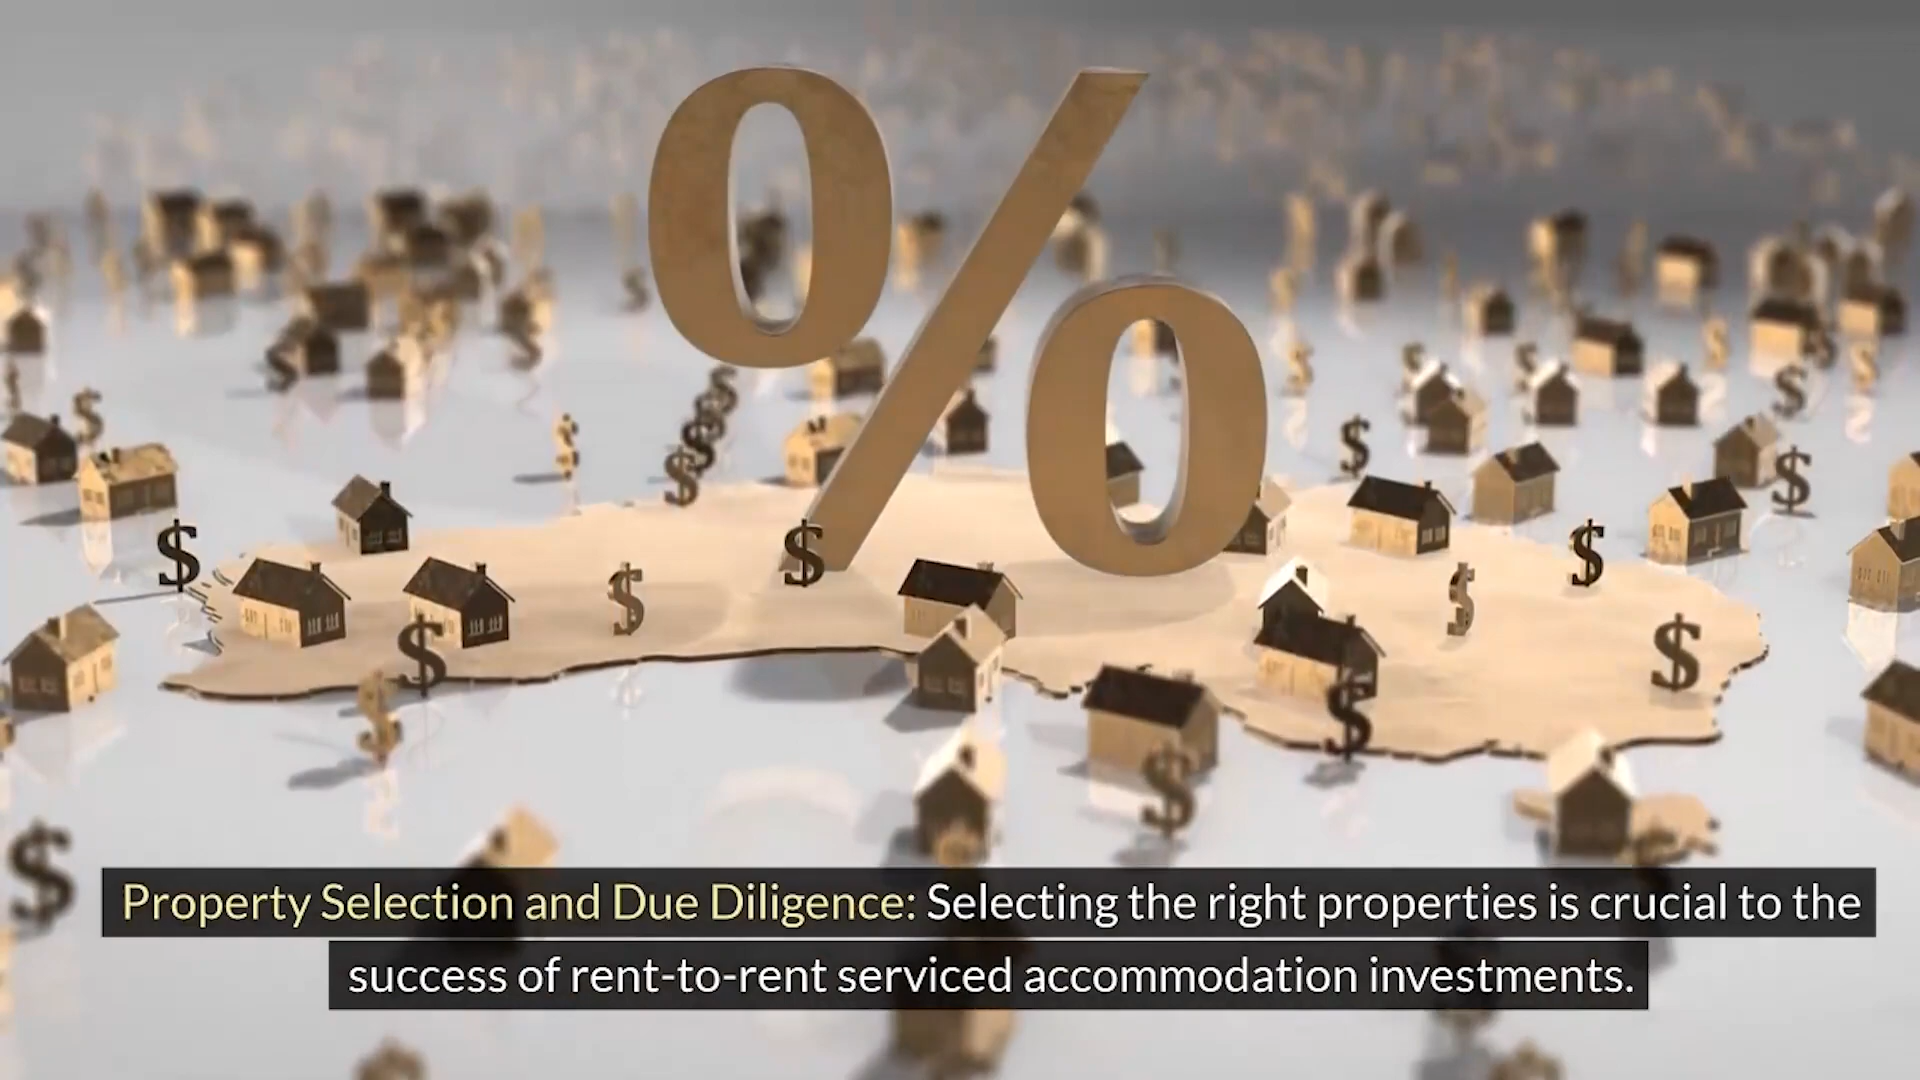 %
Property Selection and Due Diligence: Selecting the right properties is crucial to the
success of rent-to-rent serviced accommodation investments.